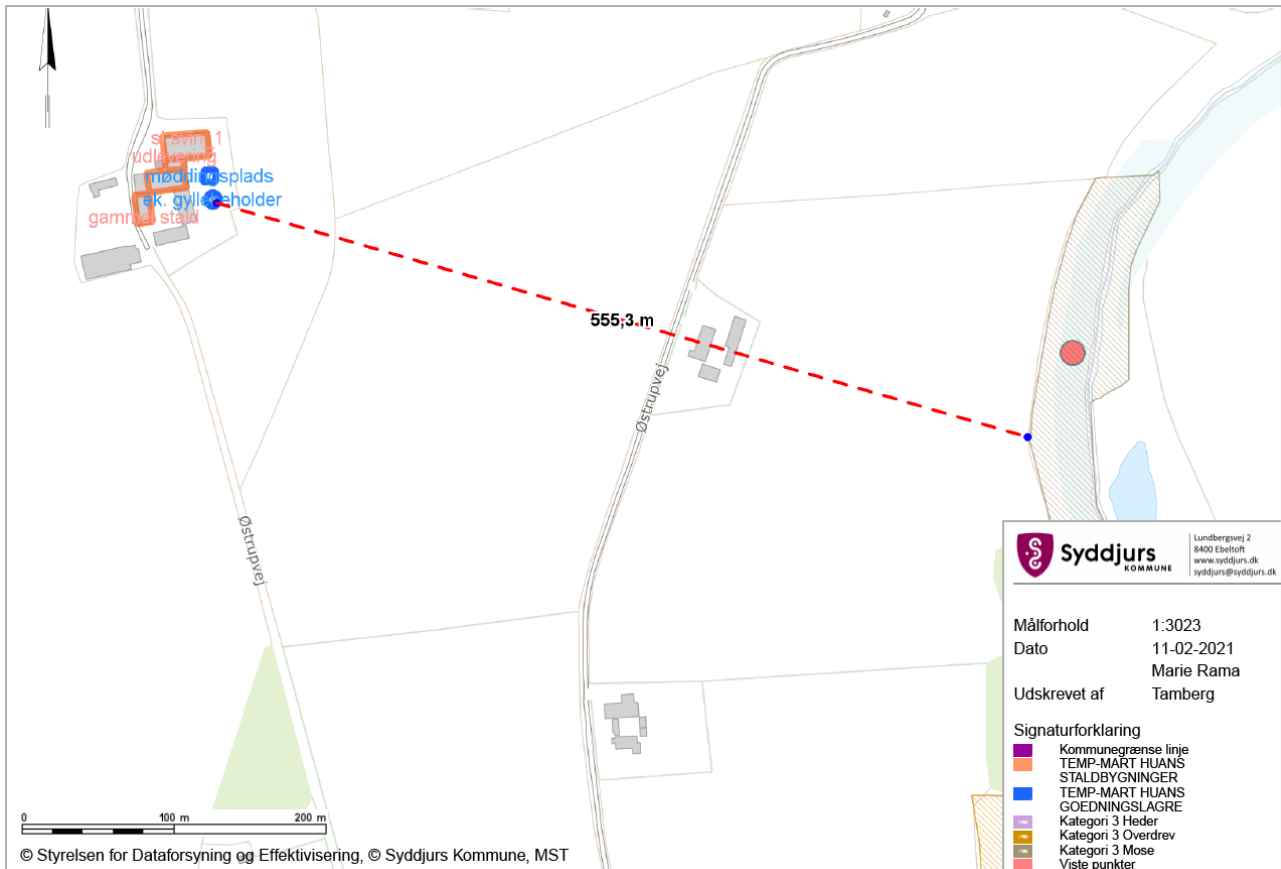 st svin 1
udlevering
møddingsplads
ek. gyllebeholder
gammel stald
555,3 m
Østrupvej
Østrupvej
Syddjurs
KOMMUNE
Lundbergsvej 2
8400 Ebeltoft
www.syddjurs.dk
syddjurs@syddjurs.dk
Målforhold 1:3023
Dato 11-02-2021
Marie Rama
Udskrevet af Tamberg
Signaturforklaring
Kommunegrænse linje
TEMP-MART HUANS
STALDBYGNINGER
TEMP-MART HUANS
GOEDNINGSLAGRE
Kategori 3 Heder
Kategori 3 Overdrev
Kategori 3 Mose
Viste punkter
0 100 m 200 m
© Styrelsen for Dataforsyning og Effektivisering, © Syddjurs Kommune, MST